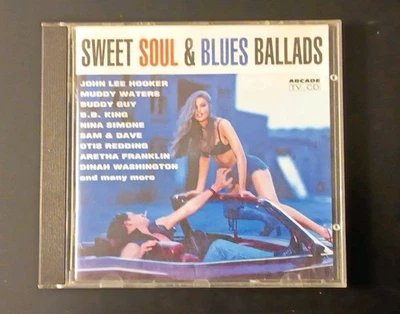 SWEET SOUL & BLUES BALLADS
ARCADE
TV CD
JOHN LEE HOOKER
MUDDY WATERS
BUDDY GUY
B.B. KING
NINA SIMONE
SAM & DAVE
OTIS REDDING
ARETHA FRANKLIN
DINAH WASHINGTON
and many more